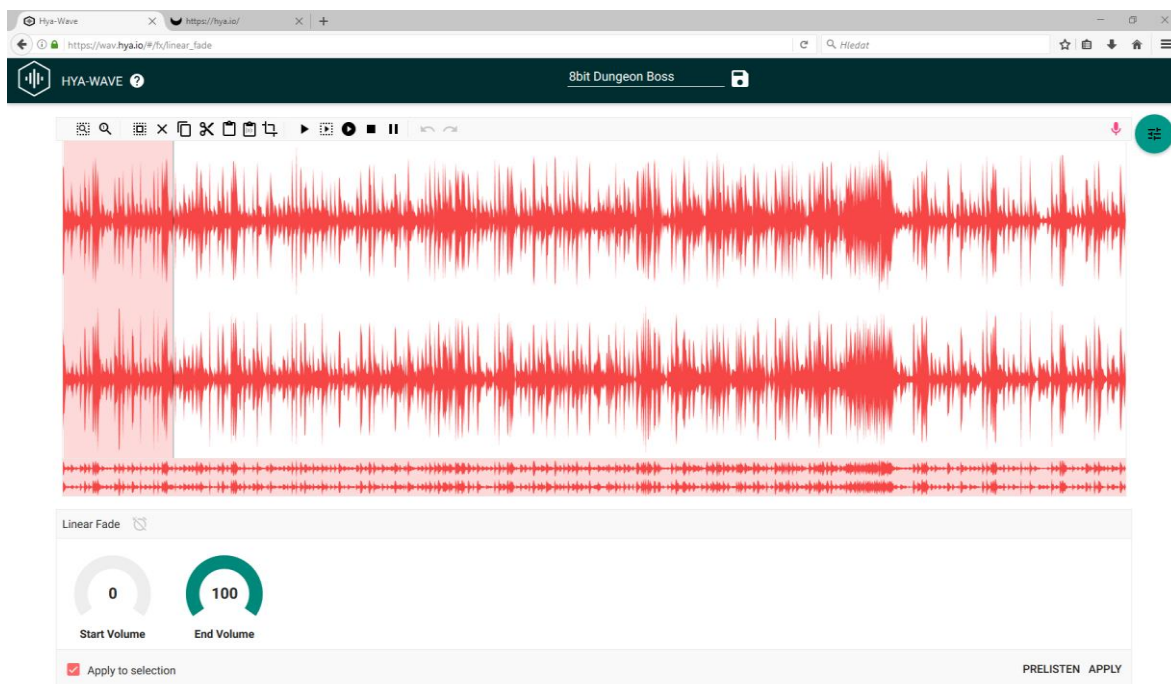 Hya-Wave
https://hya.io/
https://wav.hya.io/#/fx/linear_fade
Hledat
HYA-WAVE ?
8bit Dungeon Boss
Linear Fade
0
100
Start Volume
End Volume
Apply to selection
PRELISTEN APPLY